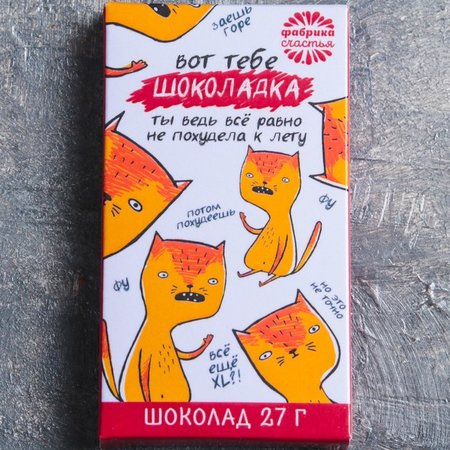 заешь
горе
фабрика
счастья
ВОТ ТЕБЕ
ШОКОЛАДКА
ТЫ ВЕДЬ ВСЁ РАВНО
НЕ ПОХУДЕЛА К ЛЕТУ
ПОТОМ
ПОХУДЕЕШЬ
ФУ
ФУ
НО ЭТО
НЕ ТОЧНО
ВСЁ
ЕЩЁ
XL?!
ШОКОЛАД 27 Г